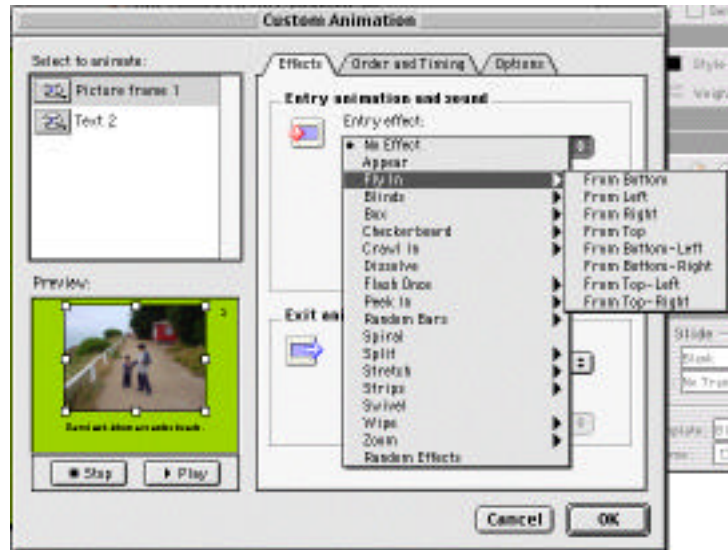 Custom Animation
Select to animate:
Picture frame 1
Text 2
Effects
Order and Timing
Options
Entry animation and sound
Entry effect:
No Effect
Appear
Fly In
Blinds
Box
Checkerboard
Crawl In
Dissolve
Flash Once
Peek In
Random Bars
Spiral
Split
Stretch
Strips
Swivel
Wipe
Zoom
Random Effects
From Bottom
From Left
From Right
From Top
From Bottom-Left
From Bottom-Right
From Top-Left
From Top-Right
Preview:
Exit
Stop
Play
Cancel
OK
Style
Slide
Blank